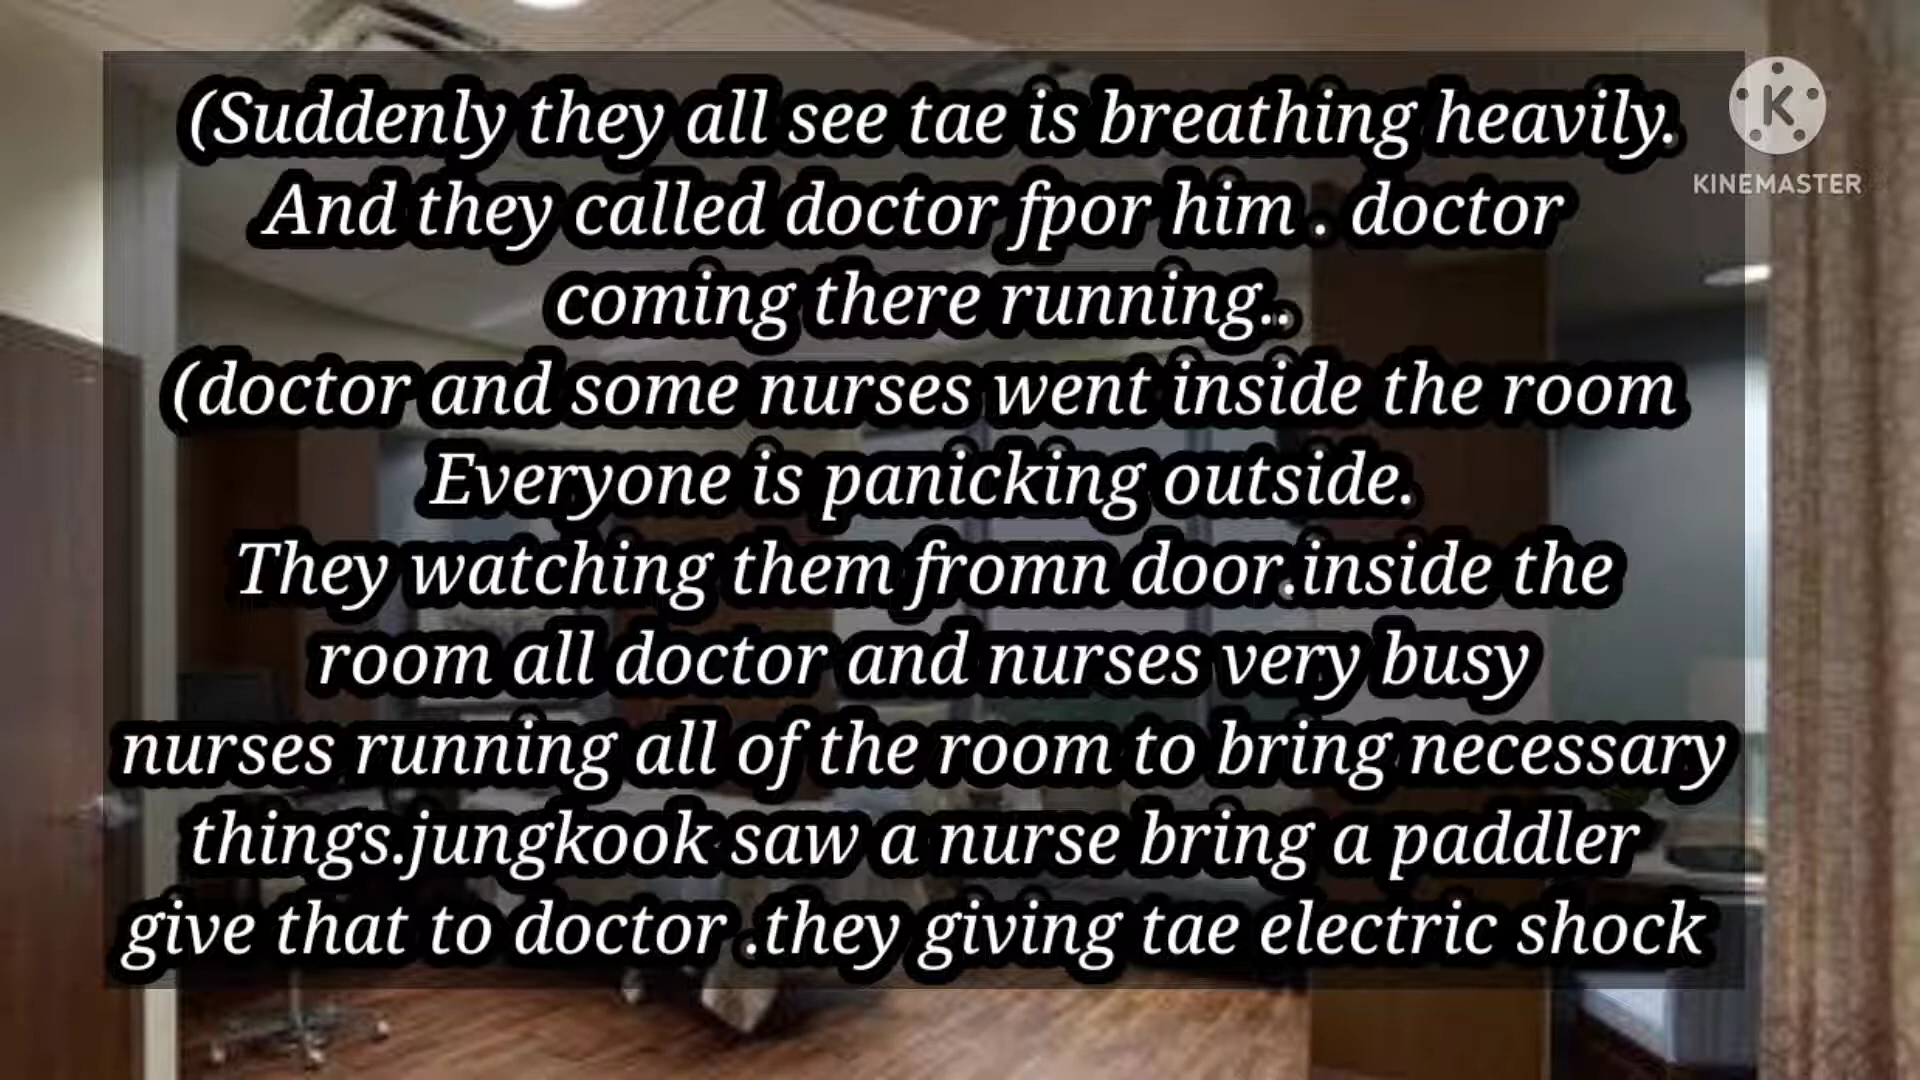 (Suddenly they all see tae is breathing heavily.
And they called doctor fpor him . doctor
coming there running..
(doctor and some nurses went inside the room
Everyone is panicking outside.
They watching them fromn door.inside the
room all doctor and nurses very busy
nurses running all of the room to bring necessary
things.jungkook saw a nurse bring a paddler
give that to doctor .they giving tae electric shock
K
KINEMASTER